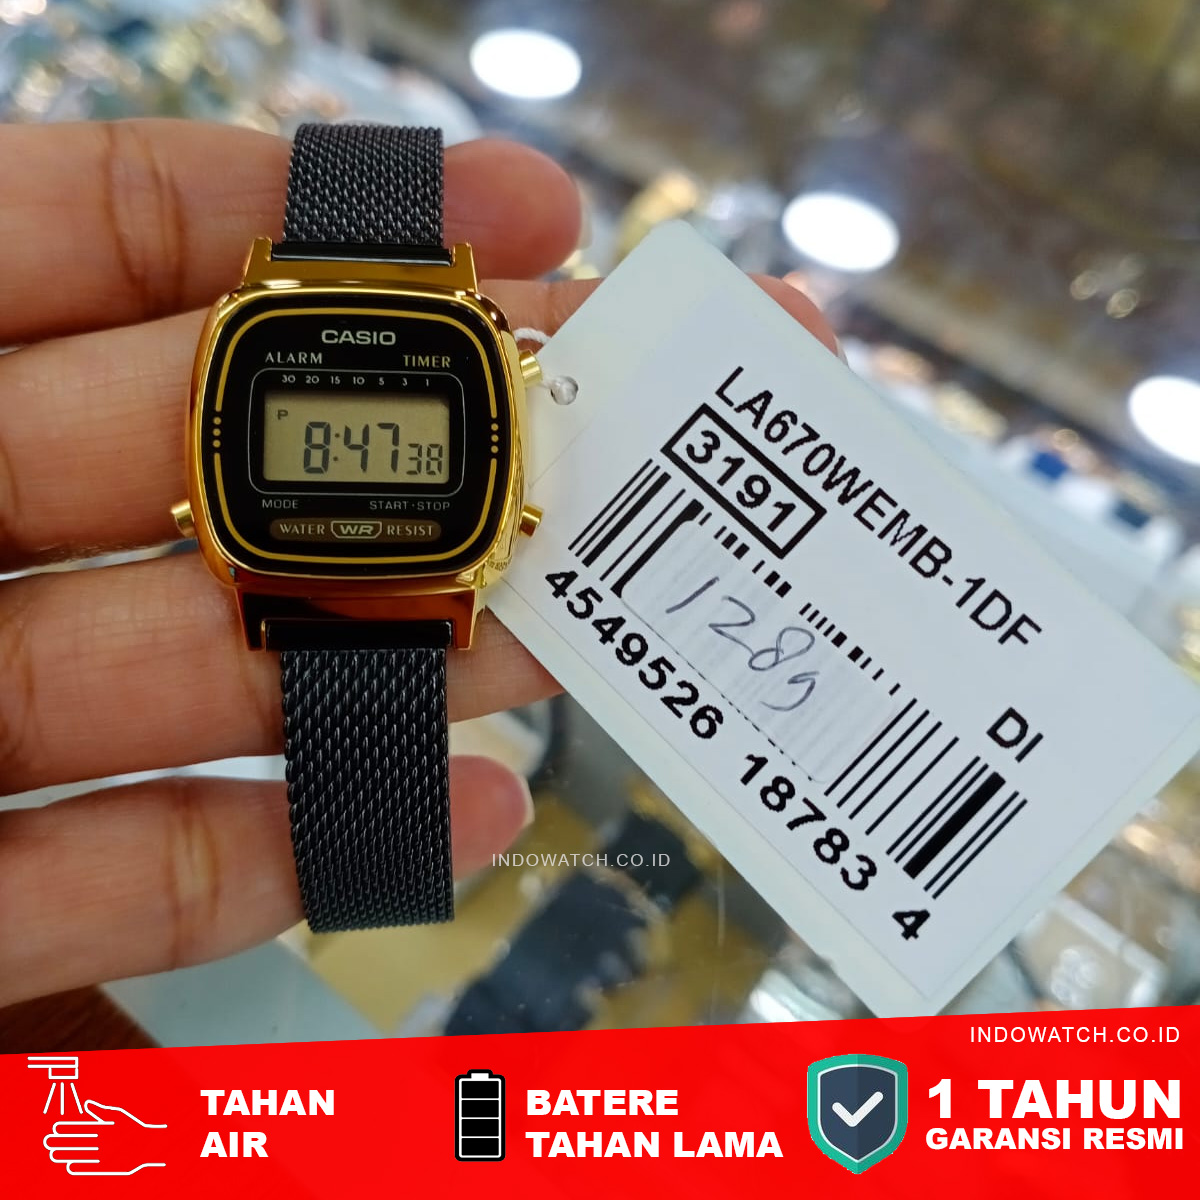 CASIO
ALARM TIMER
30 20 15 10 5 3 1
P
8:47 38
MODE START·STOP
WATER WR RESIST
LA670WEMB-1DF
3191
1289
DI
4549526 18783 4
INDOWATCH.CO.ID
INDOWATCH.CO.ID
TAHAN
AIR
BATERE
TAHAN LAMA
1 TAHUN
GARANSI RESMI